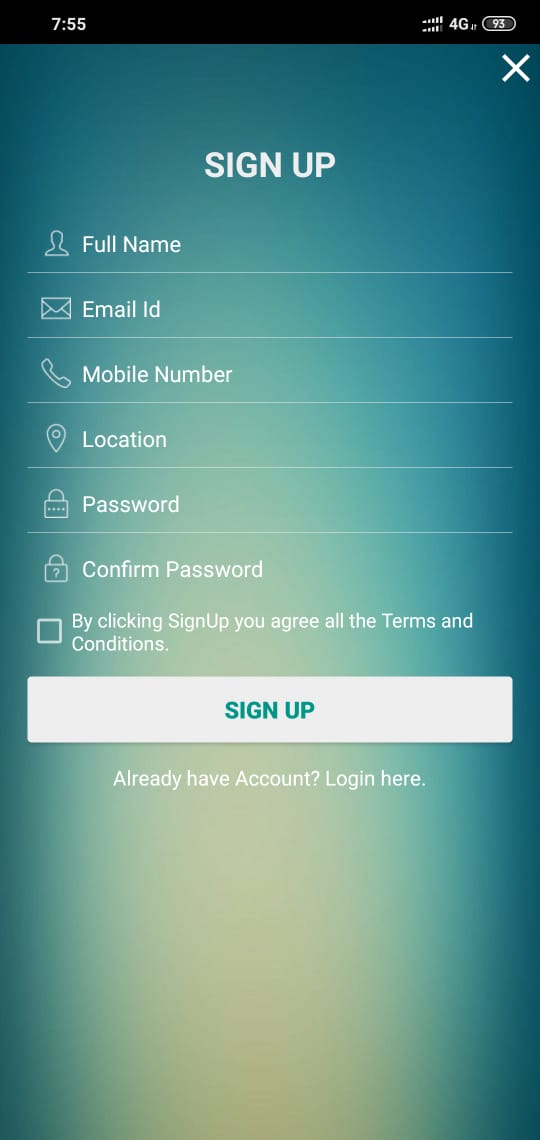 7:55
4G
93
SIGN UP
Full Name
Email Id
Mobile Number
Location
Password
?
Confirm Password
By clicking SignUp you agree all the Terms and
Conditions.
SIGN UP
Already have Account? Login here.